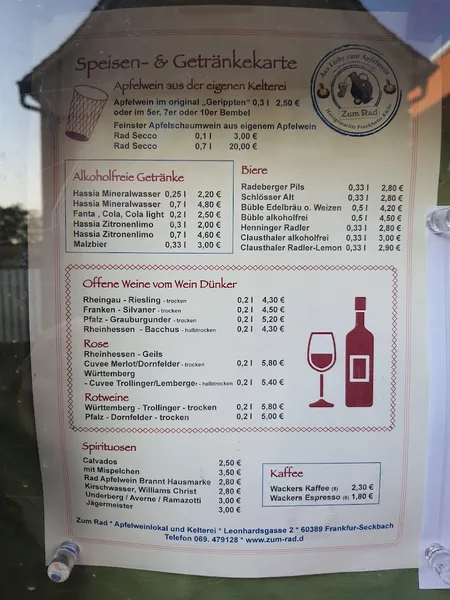 Speisen- & Getränkekarte
Aus Liebe zum Apfelwein
Zum Rad
Hausgemachte Frankfurter Küche
Apfelwein aus der eigenen Kelterei
Apfelwein im original „Gerippten" 0,3 l 2,50 €
oder im 5er, 7er oder 10er Bembel
Feinster Apfelschaumwein aus eigenem Apfelwein
Rad Secco 0,1 l 3,00 €
Rad Secco 0,7 l 20,00 €
Alkoholfreie Getränke
Hassia Mineralwasser 0,25 l 2,20 €
Hassia Mineralwasser 0,7 l 4,80 €
Fanta , Cola, Cola light 0,2 l 2,50 €
Hassia Zitronenlimo 0,3 l 2,00 €
Hassia Zitronenlimo 0,7 l 4,60 €
Malzbier 0,33 l 3,00 €
Biere
Radeberger Pils 0,33 l 2,80 €
Schlösser Alt 0,33 l 2,80 €
Büble Edelbräu o. Weizen 0,5 l 4,20 €
Büble alkoholfrei 0,5 l 4,50 €
Henninger Radler 0,33 l 2,80 €
Clausthaler alkoholfrei 0,33 l 3,00 €
Clausthaler Radler-Lemon 0,33 l 2,90 €
Offene Weine vom Wein Dünker
Rheingau - Riesling - trocken 0,2 l 4,30 €
Franken - Silvaner - trocken 0,2 l 4,50 €
Pfalz - Grauburgunder - trocken 0,2 l 5,20 €
Rheinhessen - Bacchus - halbtrocken 0,2 l 4,30 €
Rose
Rheinhessen - Geils
Cuvee Merlot/Dornfelder - trocken 0,2 l 5,80 €
Württemberg
- Cuvée Trollinger/Lemberger - halbtrocken 0,2 l 5,40 €
Rotweine
Württemberg - Trollinger - trocken 0,2 l 5,80 €
Pfalz - Dornfelder - trocken 0,2 l 5,00 €
Spirituosen
Calvados 2,50 €
mit Mispelchen 3,50 €
Rad Apfelwein Brannt Hausmarke 2,80 €
Kirschwasser, Williams Christ 2,80 €
Underberg / Averne / Ramazotti 3,00 €
Jägermeister 3,00 €
Kaffee
Wackers Kaffee (8) 2,30 €
Wackers Espresso (8) 1,80 €
Zum Rad * Apfelweinlokal und Kelterei * Leonhardsgasse 2 * 60389 Frankfur-Seckbach
Telefon 069. 479128 * www.zum-rad.d